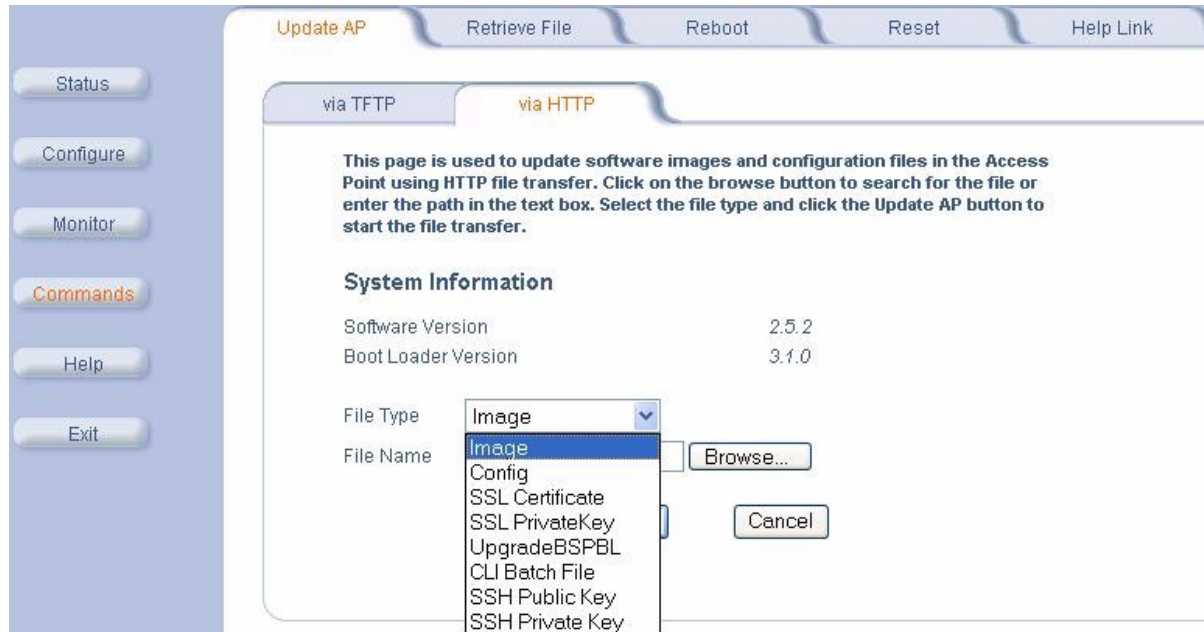 Update AP
Retrieve File
Reboot
Reset
Help Link
Status
Configure
Monitor
Commands
Help
Exit
via TFTP
via HTTP
This page is used to update software images and configuration files in the Access
Point using HTTP file transfer. Click on the browse button to search for the file or
enter the path in the text box. Select the file type and click the Update AP button to
start the file transfer.
System Information
Software Version 2.5.2
Boot Loader Version 3.1.0
File Type Image
File Name Browse...
Image
Config
SSL Certificate
SSL PrivateKey
UpgradeBSPBL
CLI Batch File
SSH Public Key
SSH Private Key
Cancel